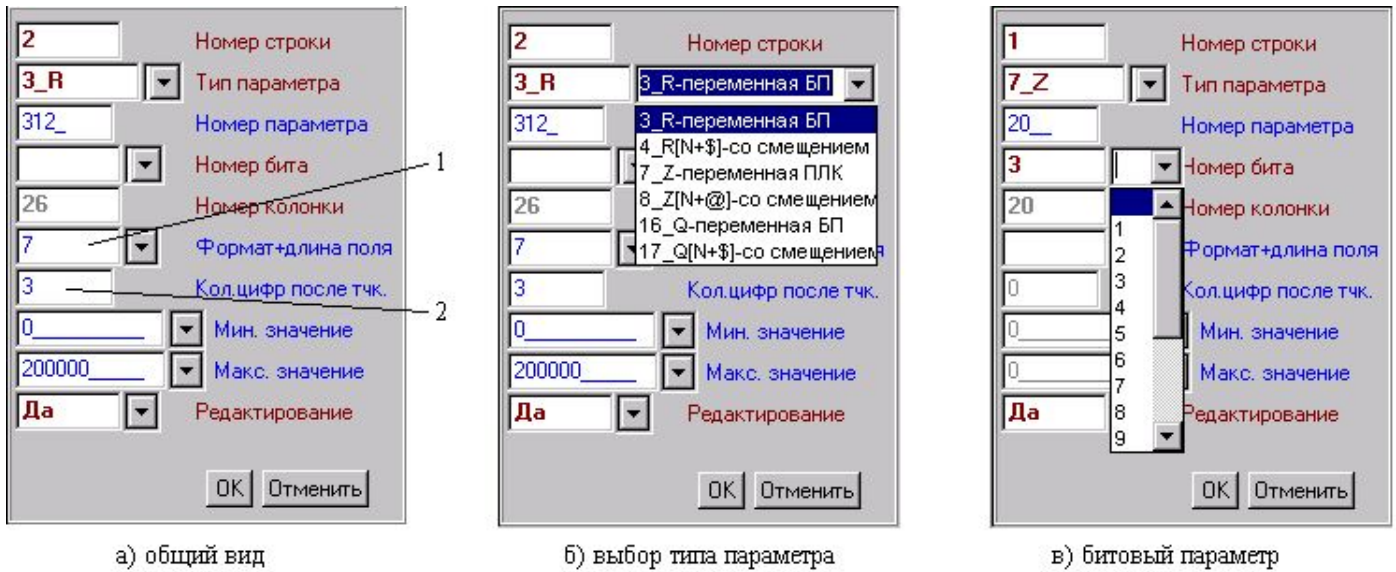 2 Номер строки
3_R Тип параметра
312_ Номер параметра
Номер бита
26 Номер колонки
7 Формат+длина поля
3 Кол.цифр после тчк.
0_________ Мин. значение
200000_____ Макс. значение
Да Редактирование
OK Отменить
1
2
а) общий вид
2 Номер строки
3_R 3_R-переменная БП
312_ 3_R-переменная БП
4_R[N+$]-со смещением
7_Z-переменная ПЛК
8_Z[N+@]-со смещением
26 16_Q-переменная БП
7 17_Q[N+$]-со смещением
3 Кол.цифр после тчк.
0_________ Мин. значение
200000_____ Макс. значение
Да Редактирование
OK Отменить
б) выбор типа параметра
1 Номер строки
7_Z Тип параметра
20__ Номер параметра
3 Номер бита
20 Номер колонки
Формат+длина поля
0 Кол.цифр после тчк.
0_________ Мин. значение
0_________ Макс. значение
Да Редактирование
1
2
3
4
5
6
7
8
9
OK Отменить
в) битовый параметр